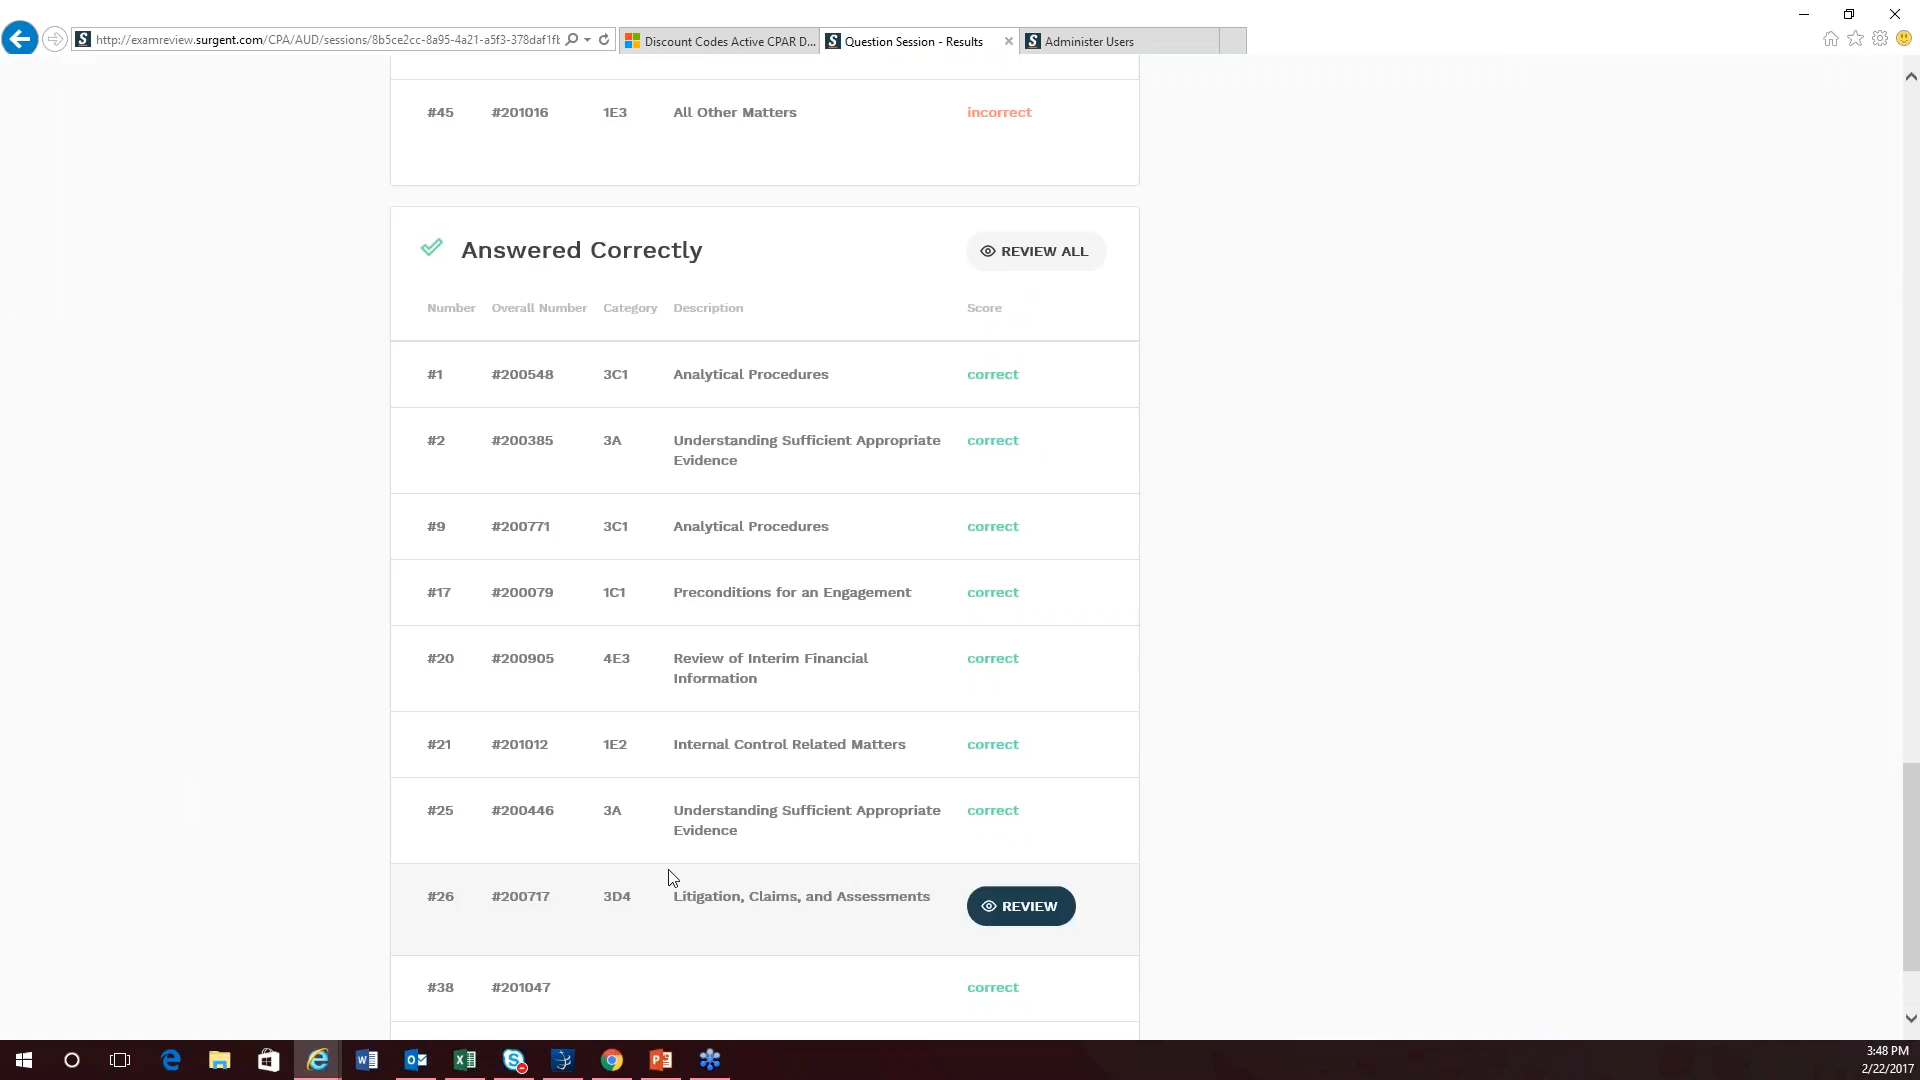 http://examreview.surgent.com/CPA/AUD/sessions/8b5ce2cc-8a95-4a21-a5f3-378daf1fb
Discount Codes Active CPAR D...
Question Session - Results
Administer Users
#45 #201016 1E3 All Other Matters incorrect
Answered Correctly
REVIEW ALL
Number Overall Number Category Description Score
#1 #200548 3C1 Analytical Procedures correct
#2 #200385 3A Understanding Sufficient Appropriate correct
Evidence
#9 #200771 3C1 Analytical Procedures correct
#17 #200079 1C1 Preconditions for an Engagement correct
#20 #200905 4E3 Review of Interim Financial correct
Information
#21 #201012 1E2 Internal Control Related Matters correct
#25 #200446 3A Understanding Sufficient Appropriate correct
Evidence
#26 #200717 3D4 Litigation, Claims, and Assessments REVIEW
#38 #201047 correct
3:48 PM
2/22/2017